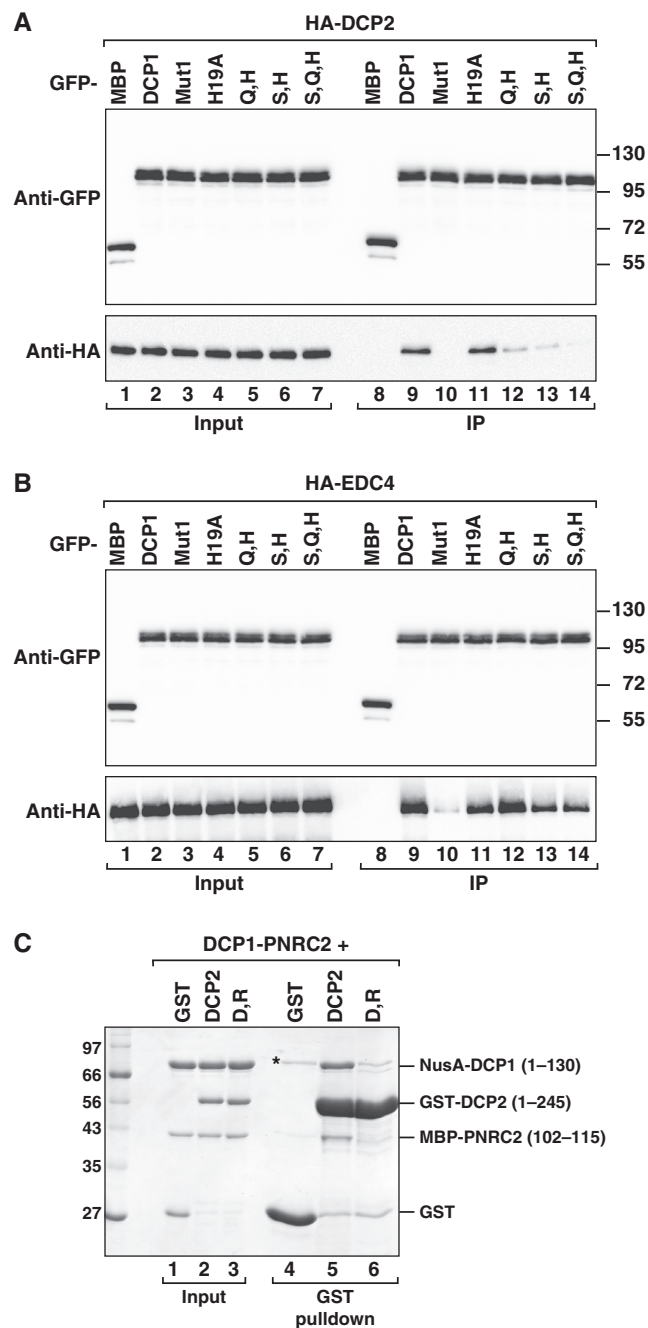 A
HA-DCP2
GFP- MBP DCP1 Mut1 H19A Q,H S,H S,Q,H MBP DCP1 Mut1 H19A Q,H S,H S,Q,H
Anti-GFP
130
95
72
55
Anti-HA
1 2 3 4 5 6 7 8 9 10 11 12 13 14
Input IP
B
HA-EDC4
GFP- MBP DCP1 Mut1 H19A Q,H S,H S,Q,H MBP DCP1 Mut1 H19A Q,H S,H S,Q,H
Anti-GFP
130
95
72
55
Anti-HA
1 2 3 4 5 6 7 8 9 10 11 12 13 14
Input IP
C
DCP1-PNRC2 +
GST DCP2 D,R GST DCP2 D,R
97
66 * NusA-DCP1 (1–130)
56 GST-DCP2 (1–245)
43 MBP-PNRC2 (102–115)
35
27 GST
1 2 3 4 5 6
Input GST
pulldown